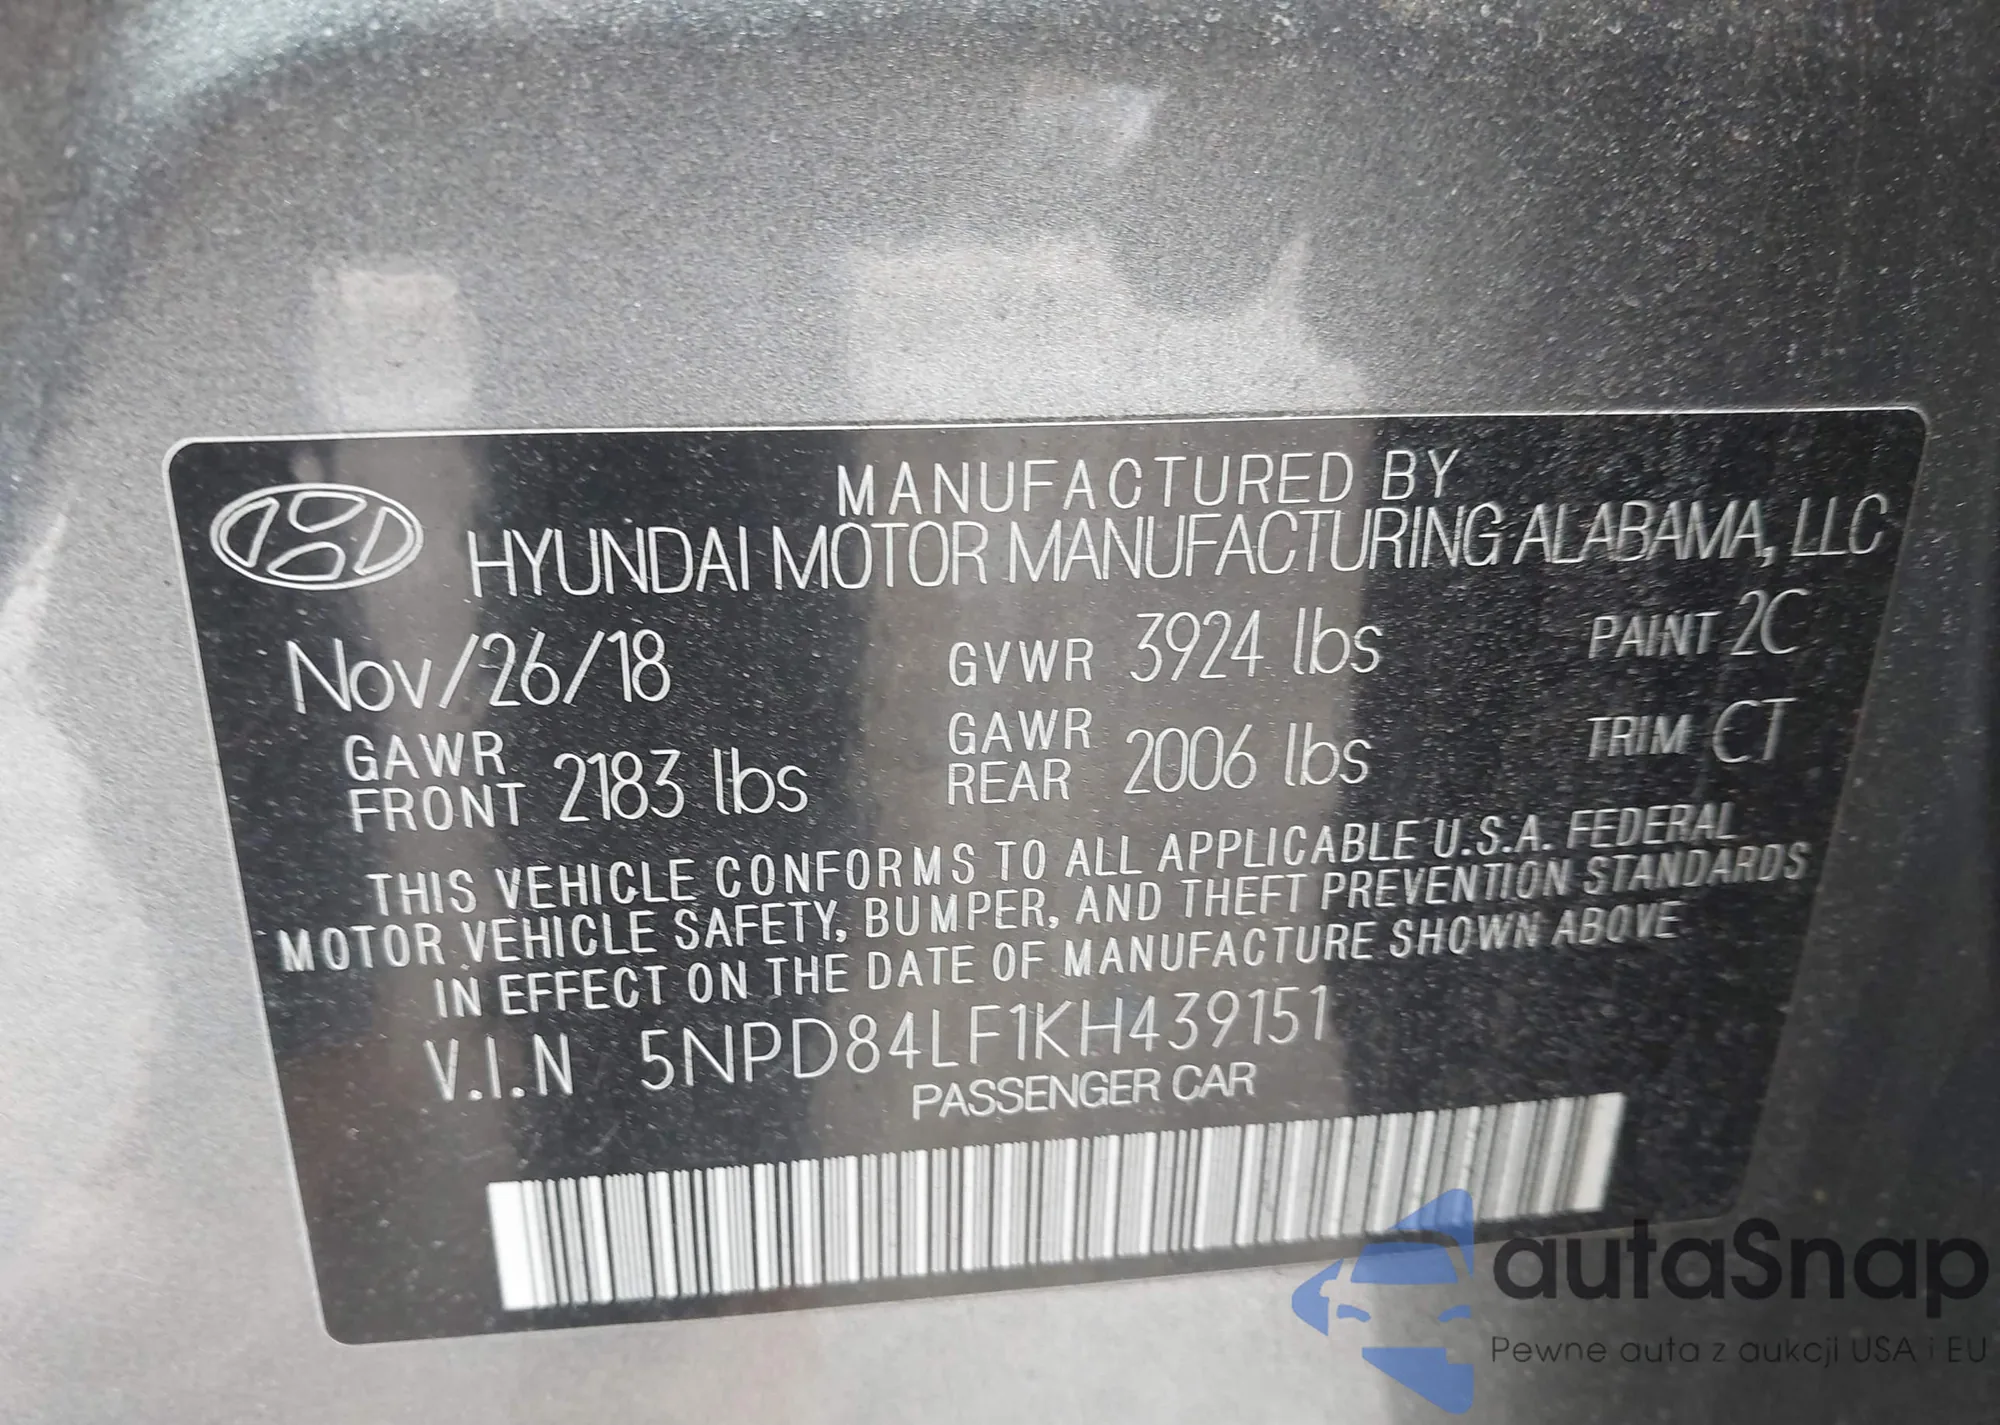 MANUFACTURED BY
HYUNDAI MOTOR MANUFACTURING ALABAMA, LLC
Nov/26/18 GVWR 3924 lbs PAINT 2C
GAWR FRONT 2183 lbs GAWR REAR 2006 lbs TRIM CT
THIS VEHICLE CONFORMS TO ALL APPLICABLE U.S.A. FEDERAL
MOTOR VEHICLE SAFETY, BUMPER, AND THEFT PREVENTION STANDARDS
IN EFFECT ON THE DATE OF MANUFACTURE SHOWN ABOVE
V.I.N 5NPD84LF1KH439151
PASSENGER CAR
autaSnap
Pewne auta z aukcji USA i EU